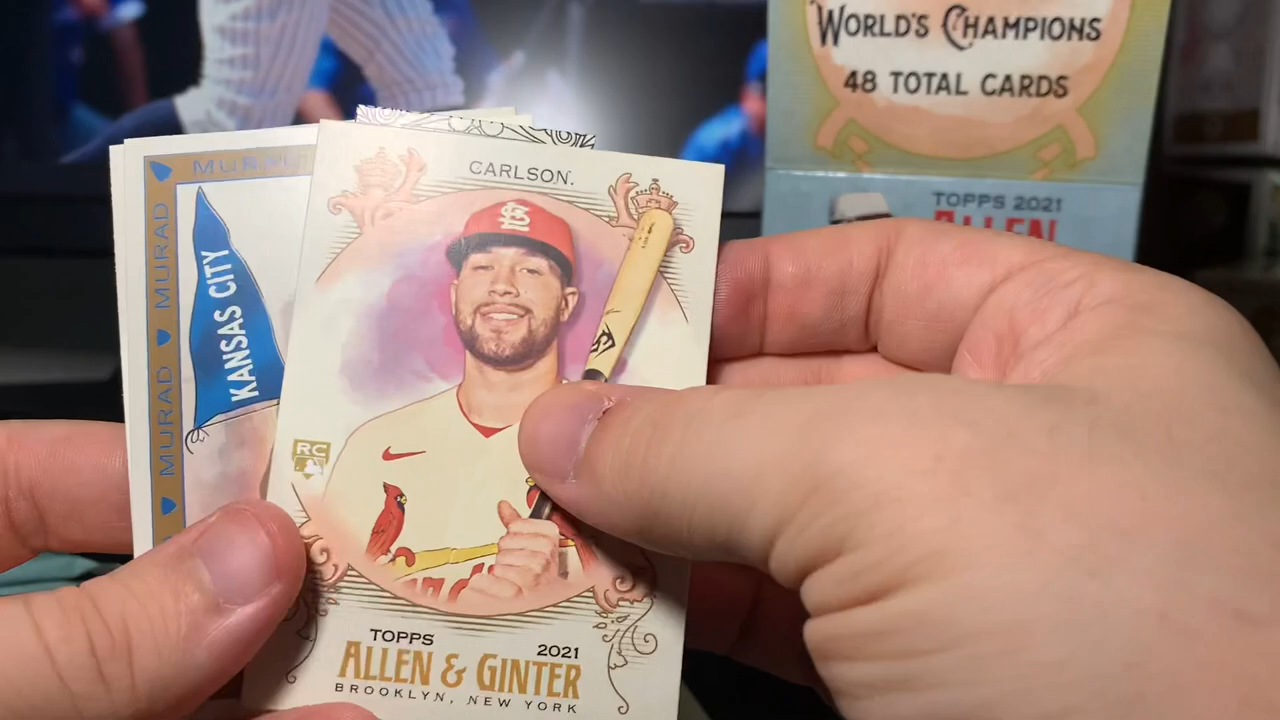 WORLD'S CHAMPIONS
48 TOTAL CARDS
TOPPS 2021
ALLEN
MURAD
MURAD
MURAD
KANSAS CITY
CARLSON.
RC
TOPPS 2021
ALLEN & GINTER
BROOKLYN, NEW YORK